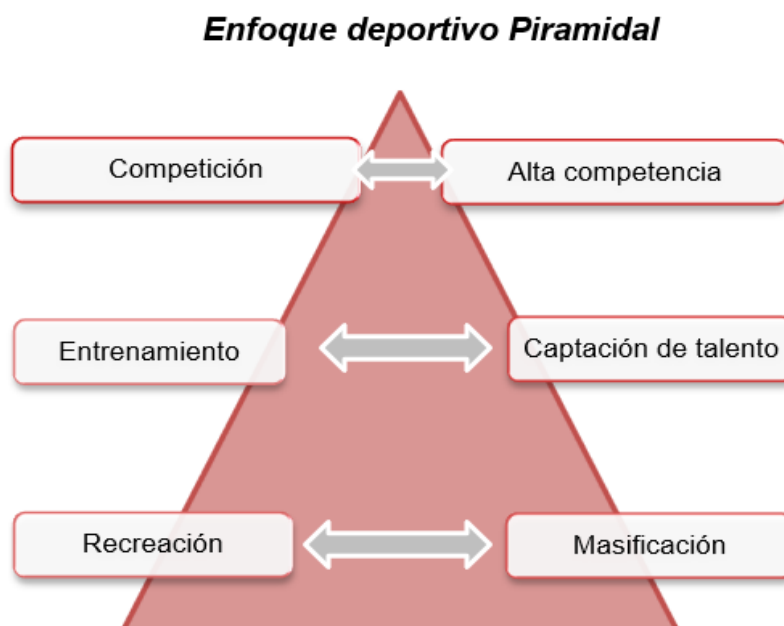 Enfoque deportivo Piramidal
Competición
Alta competencia
Entrenamiento
Captación de talento
Recreación
Masificación